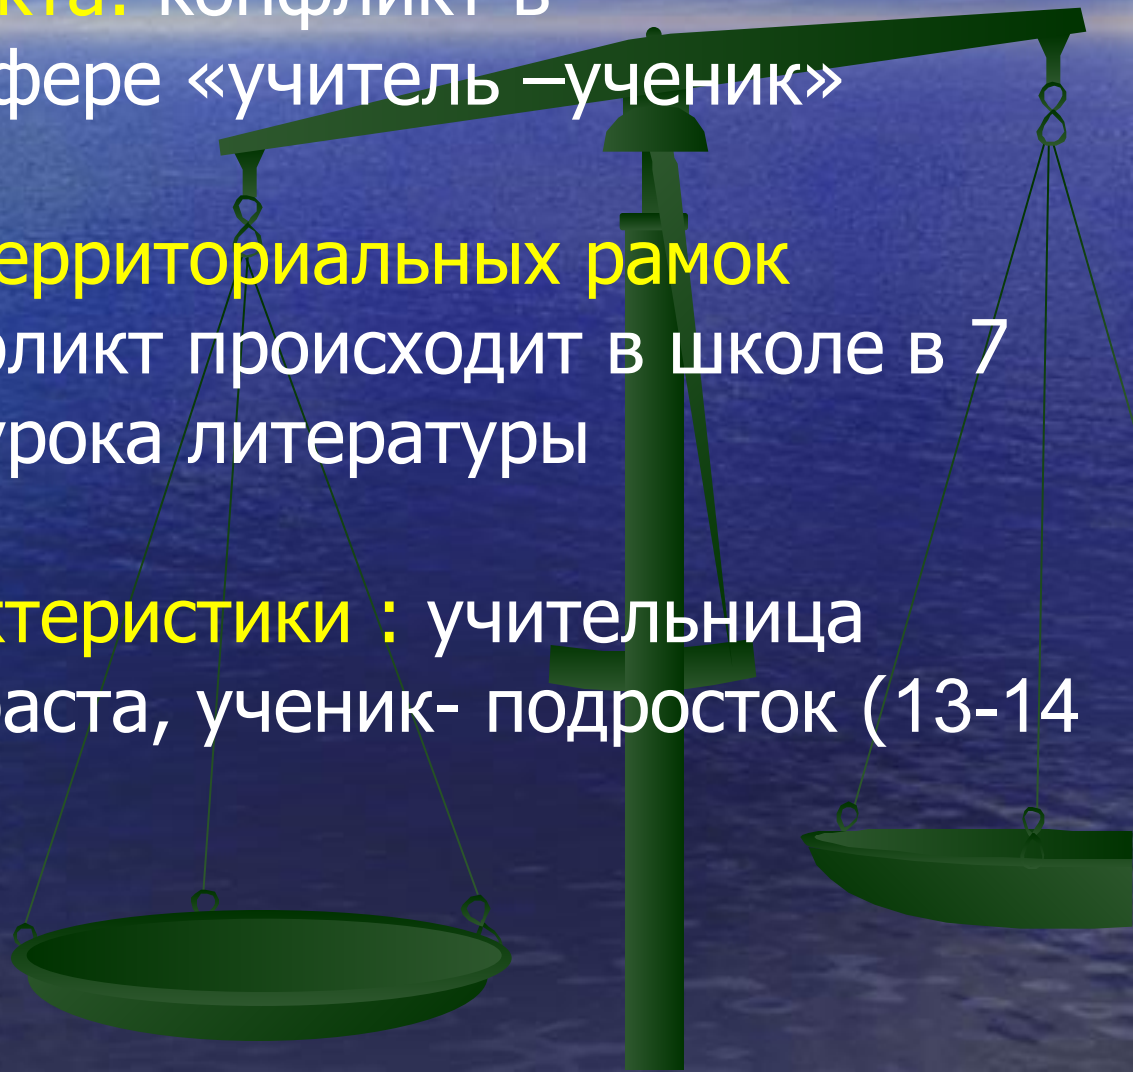 кта: конфликт в
фере «учитель –ученик»
ерриториальных рамок
фликт происходит в школе в 7
урока литературы
ктеристики : учительница
раста, ученик- подросток (13-14